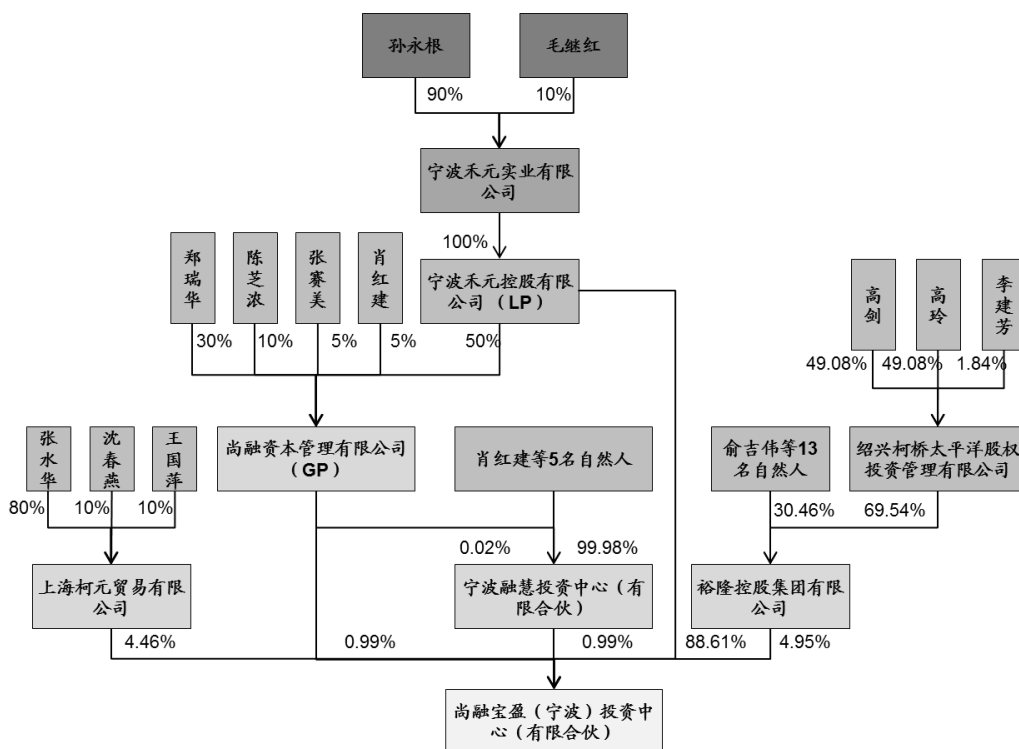 孙永根
毛继红
90%
10%
宁波禾元实业有限
公司
100%
郑瑞华
陈芝浓
张赛美
肖红建
宁波禾元控股有限
公司（LP）
高剑
高玲
李建芳
30%
10%
5%
5%
50%
49.08%
49.08%
1.84%
张水华
沈春燕
王国萍
尚融资本管理有限公司
（GP）
肖红建等5名自然人
俞吉伟等13
名自然人
绍兴柯桥太平洋股权
投资管理有限公司
80%
10%
10%
30.46%
69.54%
0.02%
99.98%
上海柯元贸易有限
公司
宁波融慧投资中心（有
限合伙）
裕隆控股集团有限
公司
4.46%
0.99%
0.99%
88.61%
4.95%
尚融宝盈（宁波）投资中
心（有限合伙）